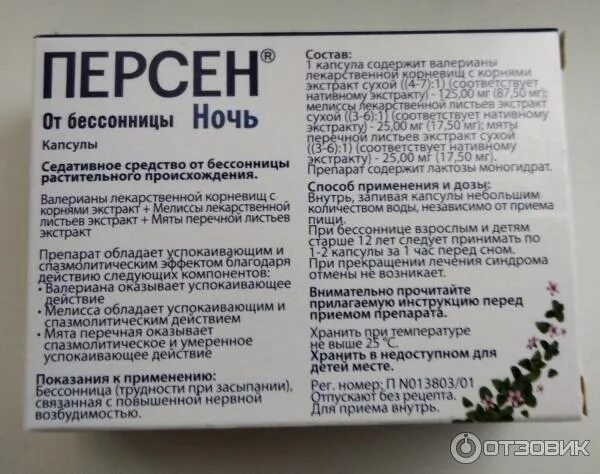 ПЕРСЕН®
От бессонницы Ночь
Капсулы
Седативное средство от бессонницы
растительного происхождения.
Валерианы лекарственной корневищ с
корнями экстракт + Мелиссы лекарственной
листьев экстракт + Мяты перечной листьев
экстракт
Препарат обладает успокаивающим и
спазмолитическим эффектом благодаря
действию следующих компонентов:
• Валериана оказывает успокаивающее
действие
• Мелисса обладает успокаивающим и
спазмолитическим действием
• Мята перечная оказывает
спазмолитическое и умеренное
успокаивающее действие
Показания к применению:
Бессонница (трудности при засыпании),
связанная с повышенной нервной
возбудимостью.
Состав:
1 капсула содержит валерианы
лекарственной корневищ с корнями
экстракт сухой ((4-7):1) (соответствует
нативному экстракту) - 125,00 мг (87,50 мг);
мелиссы лекарственной листьев экстракт
сухой ((3-6):1) (соответствует нативному
экстракту) - 25,00 мг (17,50 мг); мяты
перечной листьев экстракт сухой
((3-6):1) (соответствует нативному
экстракту) - 25,00 мг (17,50 мг).
Препарат содержит лактозы моногидрат.
Способ применения и дозы:
Внутрь, запивая капсулы небольшим
количеством воды, независимо от приема
пищи.
При бессоннице взрослым и детям
старше 12 лет следует принимать по
1-2 капсулы за 1 час перед сном.
При прекращении лечения синдрома
отмены не возникает.
Внимательно прочитайте
прилагаемую инструкцию перед
приемом препарата.
Хранить при температуре
не выше 25 °С.
Хранить в недоступном для
детей месте.
Рег. номер: П N013803/01
Отпускают без рецепта.
Для приема внутрь.
ОТЗОВИК